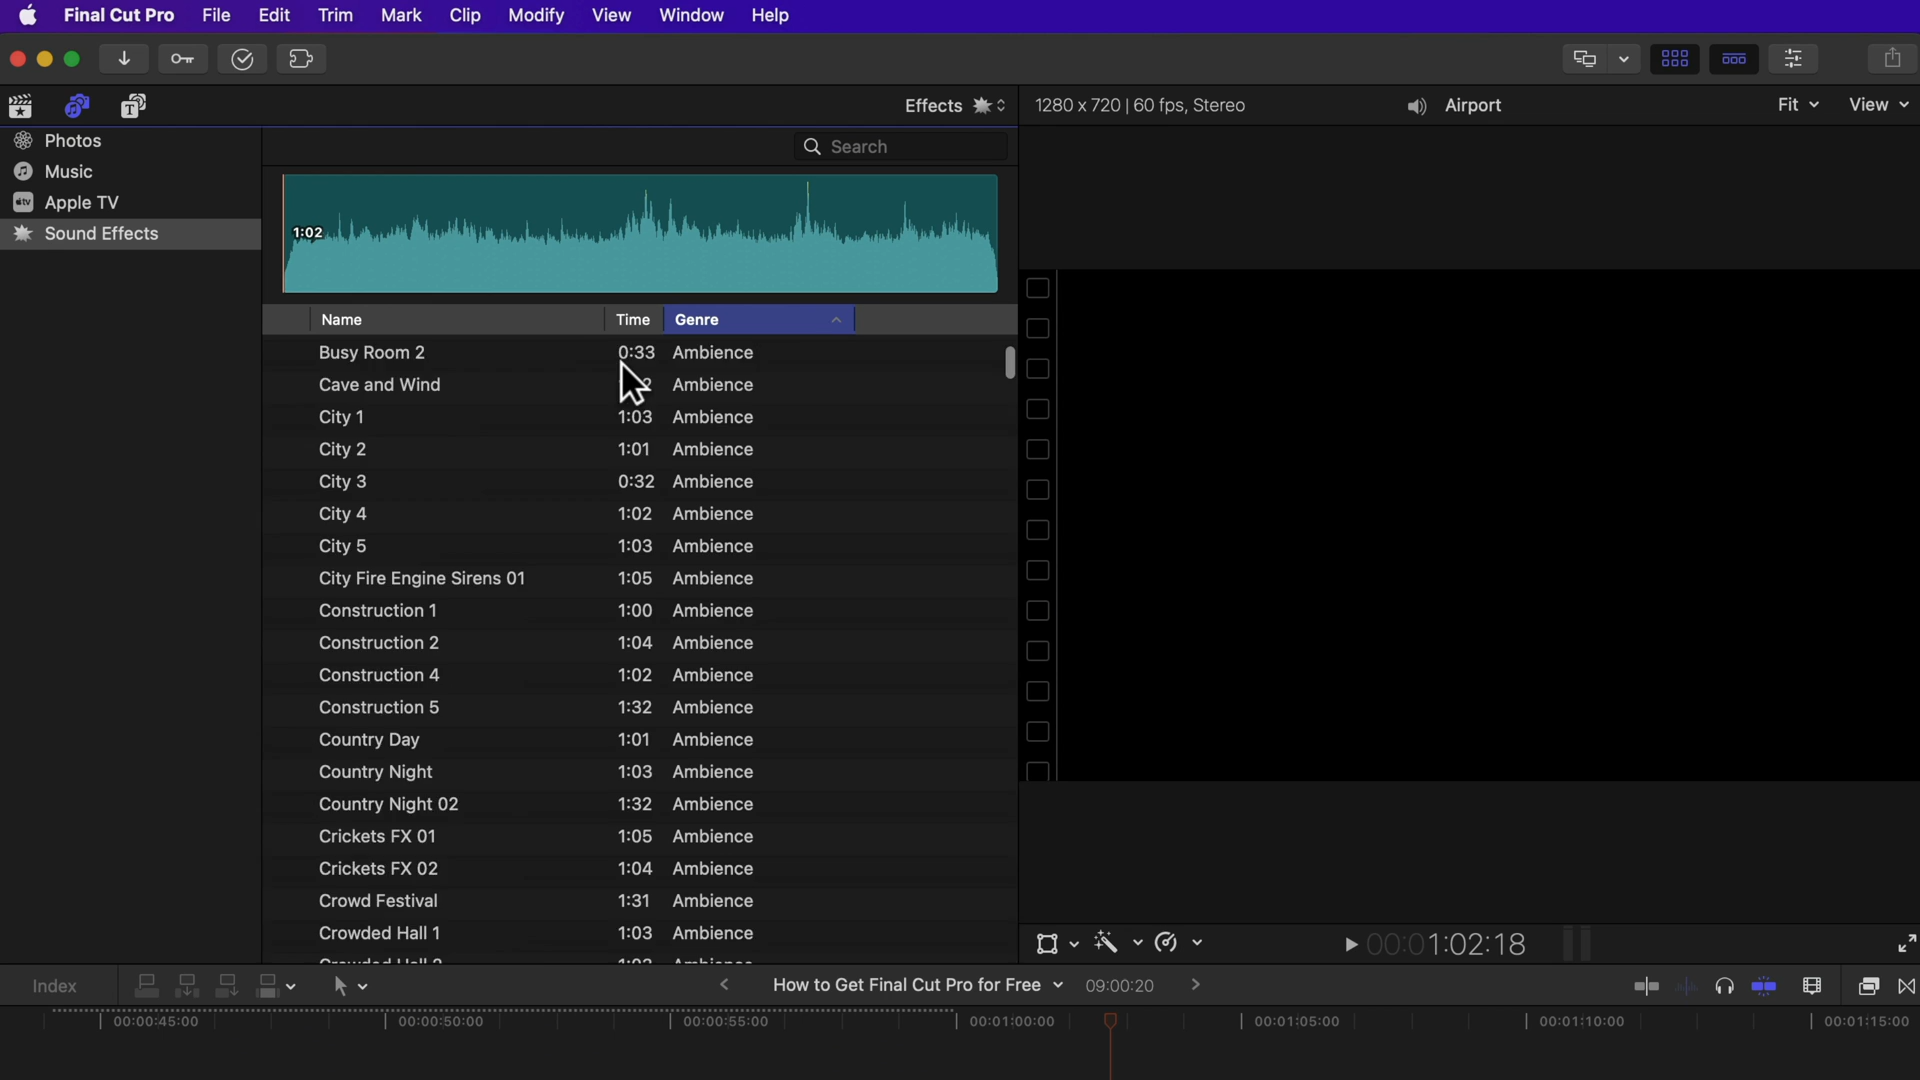 Final Cut Pro File Edit Trim Mark Clip Modify View Window Help
Effects
1280 x 720 | 60 fps, Stereo
Airport
Fit
View
Photos
Music
Apple TV
Sound Effects
Search
1:02
Name Time Genre
Busy Room 2 0:33 Ambience
Cave and Wind Ambience
City 1 1:03 Ambience
City 2 1:01 Ambience
City 3 0:32 Ambience
City 4 1:02 Ambience
City 5 1:03 Ambience
City Fire Engine Sirens 01 1:05 Ambience
Construction 1 1:00 Ambience
Construction 2 1:04 Ambience
Construction 4 1:02 Ambience
Construction 5 1:32 Ambience
Country Day 1:01 Ambience
Country Night 1:03 Ambience
Country Night 02 1:32 Ambience
Crickets FX 01 1:05 Ambience
Crickets FX 02 1:04 Ambience
Crowd Festival 1:31 Ambience
Crowded Hall 1 1:03 Ambience
00:01:02:18
Index
How to Get Final Cut Pro for Free 09:00:20
00:00:45:00 00:00:50:00 00:00:55:00 00:01:00:00 00:01:05:00 00:01:10:00 00:01:15:00